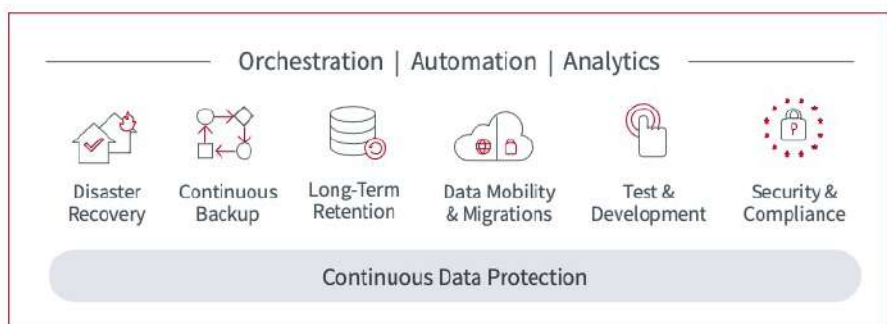 Orchestration | Automation | Analytics
Disaster
Recovery
Continuous
Backup
Long-Term
Retention
Data Mobility
& Migrations
Test &
Development
Security &
Compliance
Continuous Data Protection